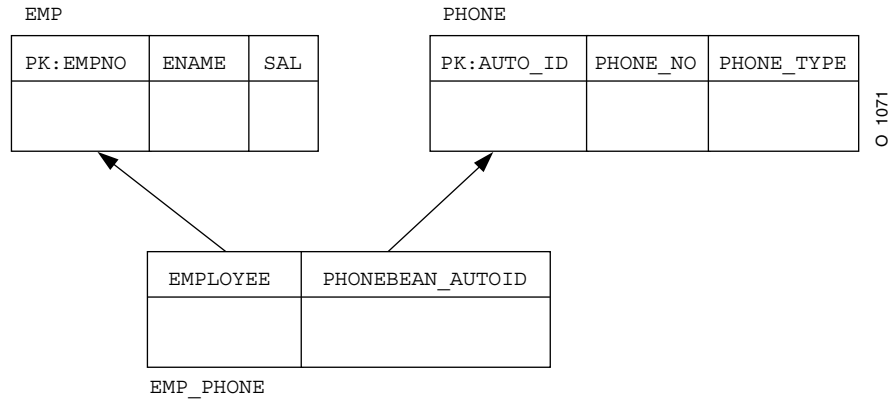 EMP
PHONE
PK:EMPNO ENAME SAL
PK:AUTO_ID PHONE_NO PHONE_TYPE
O 1071
EMPLOYEE PHONEBEAN_AUTOID
EMP_PHONE